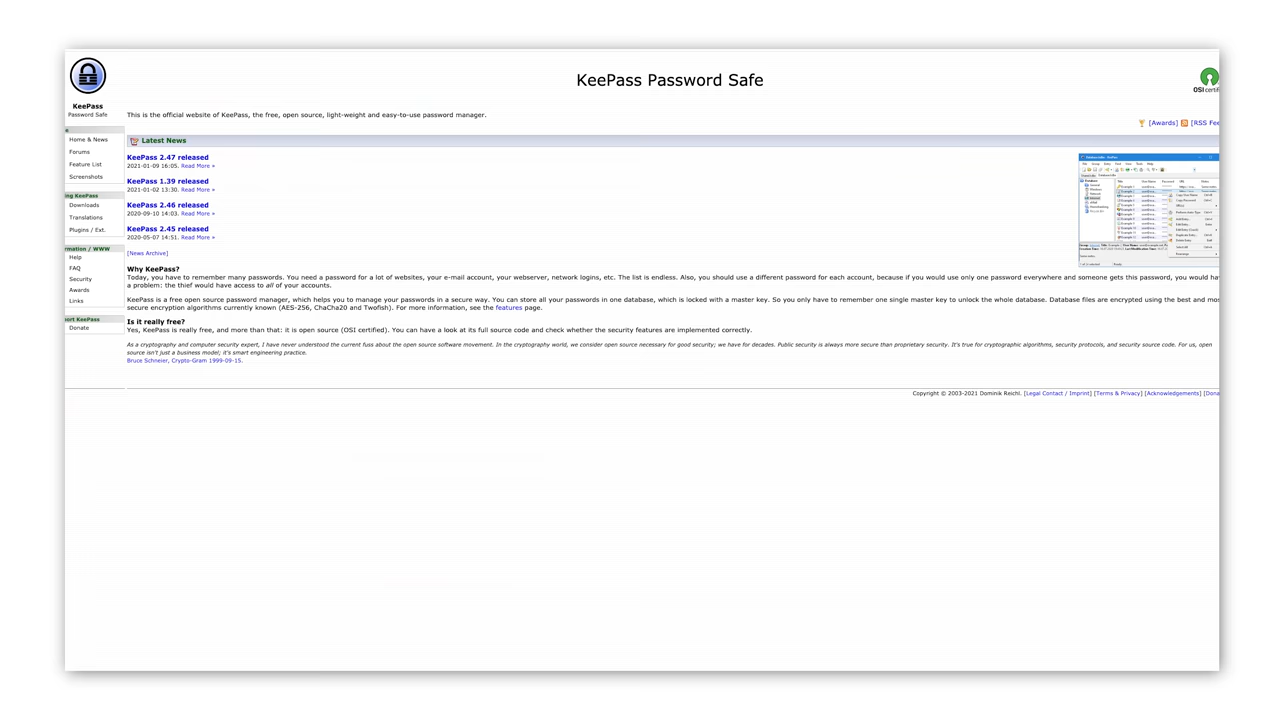 KeePass Password Safe
OSI certif
KeePass
Password Safe
This is the official website of KeePass, the free, open source, light-weight and easy-to-use password manager.
[Awards] [RSS Fee
Home & News
Forums
Feature List
Screenshots
ng KeePass
Downloads
Translations
Plugins / Ext.
rmation / WWW
Help
FAQ
Security
Awards
Links
ort KeePass
Donate
Latest News
KeePass 2.47 released
2021-01-09 16:05. Read More »
KeePass 1.39 released
2021-01-02 13:30. Read More »
KeePass 2.46 released
2020-09-10 14:03. Read More »
KeePass 2.45 released
2020-05-07 14:51. Read More »
[News Archive]
Why KeePass?
Today, you have to remember many passwords. You need a password for a lot of websites, your e-mail account, your webserver, network logins, etc. The list is endless. Also, you should use a different password for each account, because if you would use only one password everywhere and someone gets this password, you would hav
a problem: the thief would have access to all of your accounts.
KeePass is a free open source password manager, which helps you to manage your passwords in a secure way. You can store all your passwords in one database, which is locked with a master key. So you only have to remember one single master key to unlock the whole database. Database files are encrypted using the best and mos
secure encryption algorithms currently known (AES-256, ChaCha20 and Twofish). For more information, see the features page.
Is it really free?
Yes, KeePass is really free, and more than that: it is open source (OSI certified). You can have a look at its full source code and check whether the security features are implemented correctly.
As a cryptography and computer security expert, I have never understood the current fuss about the open source software movement. In the cryptography world, we consider open source necessary for good security; we have for decades. Public security is always more secure than proprietary security. It's true for cryptographic algorithms, security protocols, and security source code. For us, open
source isn't just a business model; it's smart engineering practice.
Bruce Schneier, Crypto-Gram 1999-09-15.
Copyright © 2003-2021 Dominik Reichl. [Legal Contact / Imprint] [Terms & Privacy] [Acknowledgements] [Dona